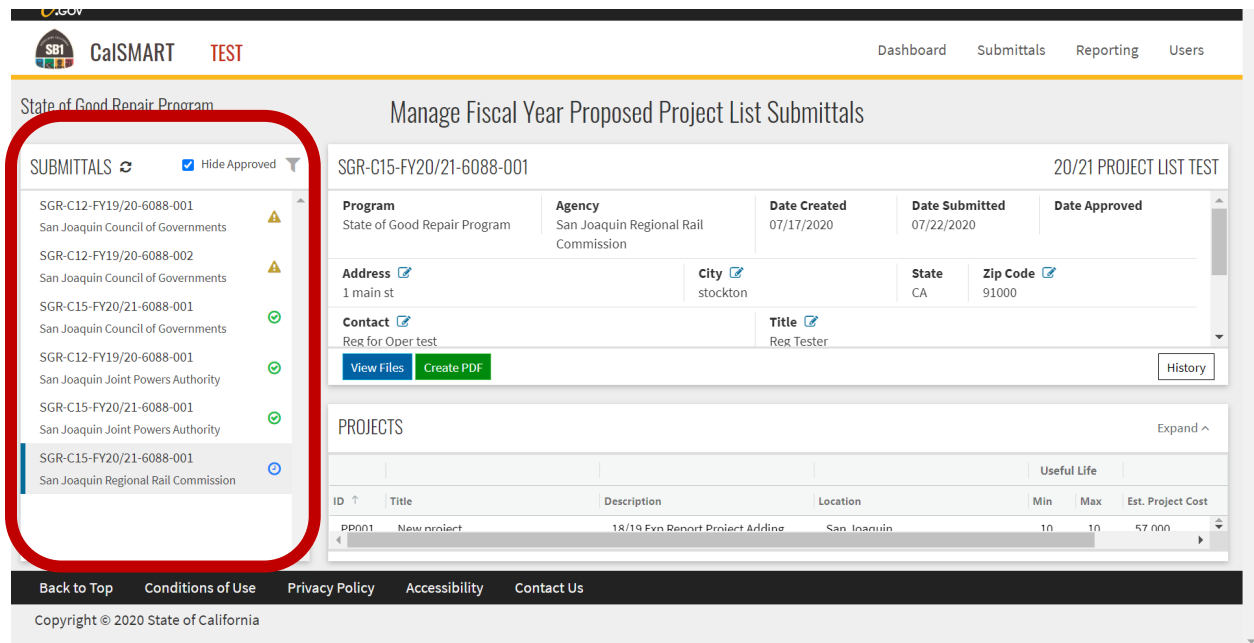 .GOV
SB1
CalSMART TEST
Dashboard Submittals Reporting Users
State of Good Repair Program
Manage Fiscal Year Proposed Project List Submittals
SUBMITTALS Hide Approved
SGR-C12-FY19/20-6088-001
San Joaquin Council of Governments
SGR-C12-FY19/20-6088-002
San Joaquin Council of Governments
SGR-C15-FY20/21-6088-001
San Joaquin Council of Governments
SGR-C12-FY19/20-6088-001
San Joaquin Joint Powers Authority
SGR-C15-FY20/21-6088-001
San Joaquin Joint Powers Authority
SGR-C15-FY20/21-6088-001
San Joaquin Regional Rail Commission
SGR-C15-FY20/21-6088-001 20/21 PROJECT LIST TEST
Program Agency Date Created Date Submitted Date Approved
State of Good Repair Program San Joaquin Regional Rail 07/17/2020 07/22/2020
Commission
Address City State Zip Code
1 main st stockton CA 91000
Contact Title
Reg for Oper test Reg Tester
View Files Create PDF History
PROJECTS Expand
Useful Life
ID Title Description Location Min Max Est. Project Cost
PP001 New project 18/19 Exp Report Project Adding San Joaquin 10 10 57,000
Back to Top Conditions of Use Privacy Policy Accessibility Contact Us
Copyright © 2020 State of California